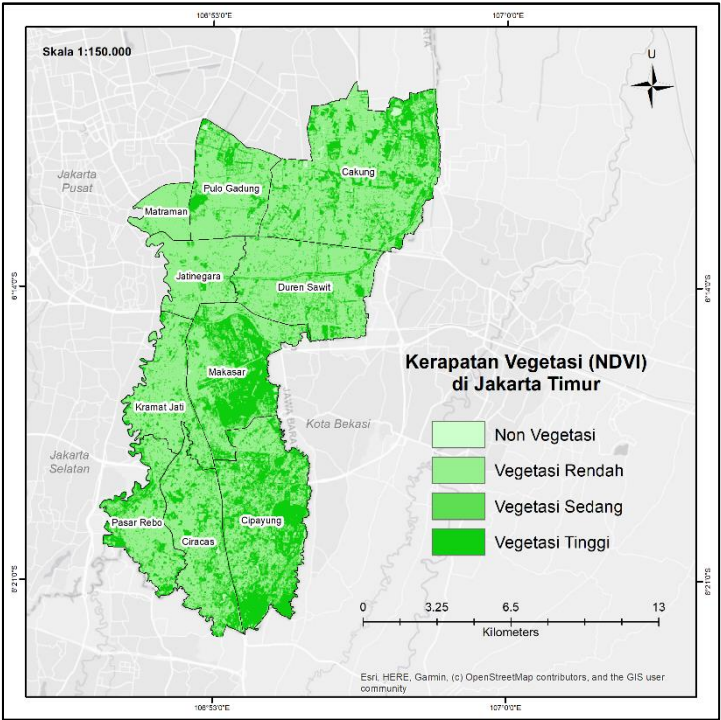 106°53'0"E
107°0'0"E
Skala 1:150.000
U
JAKARTA
Jakarta
Pusat
Cakung
Pulo Gadung
Matraman
Jatinegara
Duren Sawit
6°14'0"S
6°14'0"S
Makasar
Kramat Jati
JAWA BARAT
Kota Bekasi
Jakarta
Selatan
Pasar Rebo
Ciracas
Cipayung
Kerapatan Vegetasi (NDVI)
di Jakarta Timur
Non Vegetasi
Vegetasi Rendah
Vegetasi Sedang
Vegetasi Tinggi
6°21'0"S
6°21'0"S
0 3.25 6.5 13
Kilometers
Esri, HERE, Garmin, (c) OpenStreetMap contributors, and the GIS user
community
106°53'0"E
107°0'0"E